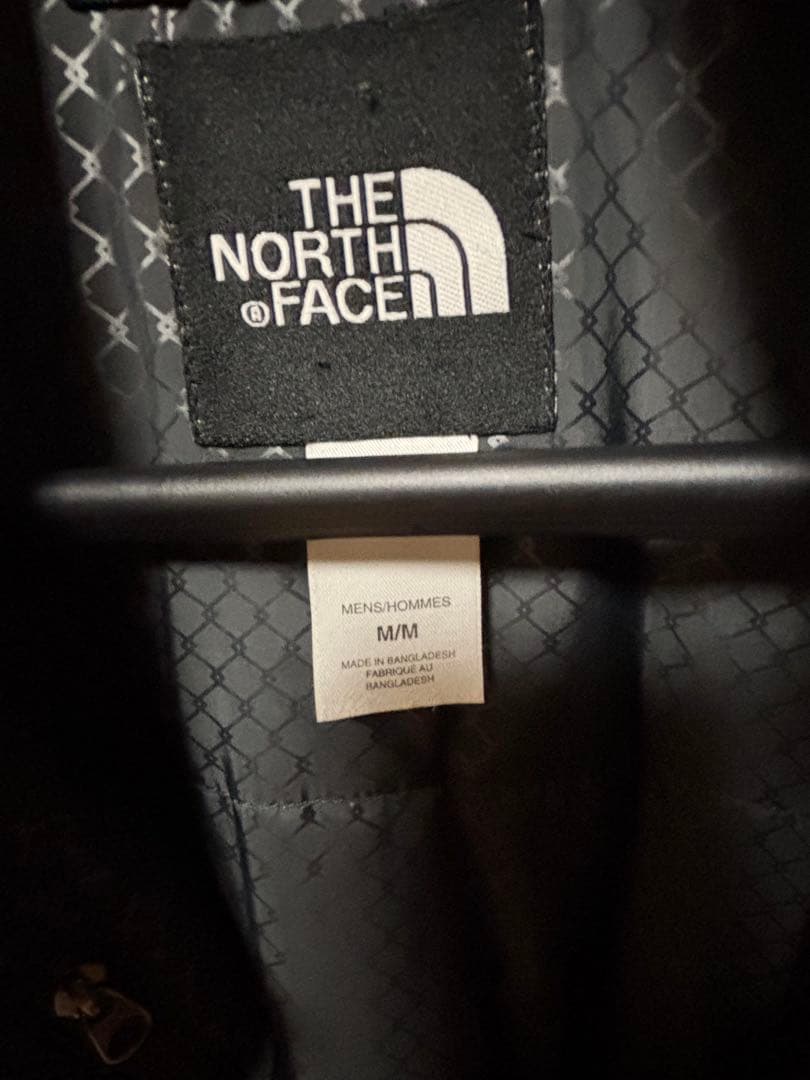 THE
NORTH
®FACE
MENS/HOMMES
M/M
MADE IN BANGLADESH
FABRIQUE AU
BANGLADESH